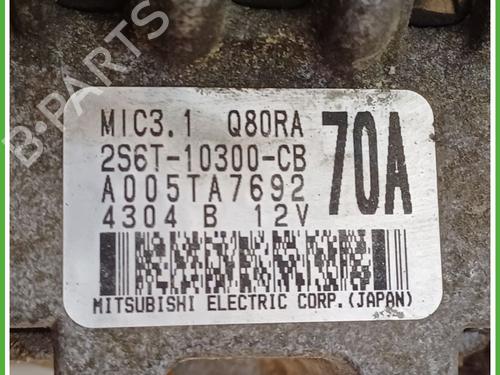 MIC3.1 Q80RA
70A
2S6T-10300-CB
A005TA7692
4304 B 12V
MITSUBISHI ELECTRIC CORP.(JAPAN)
B-PARTS